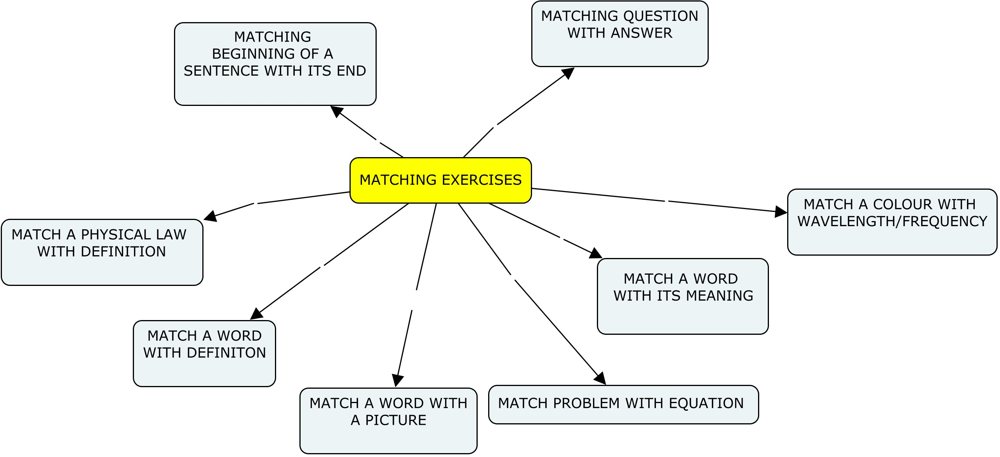 MATCHING QUESTION
WITH ANSWER
MATCHING
BEGINNING OF A
SENTENCE WITH ITS END
MATCHING EXERCISES
MATCH A COLOUR WITH
WAVELENGTH/FREQUENCY
MATCH A PHYSICAL LAW
WITH DEFINITION
MATCH A WORD
WITH ITS MEANING
MATCH A WORD
WITH DEFINITON
MATCH A WORD WITH
A PICTURE
MATCH PROBLEM WITH EQUATION